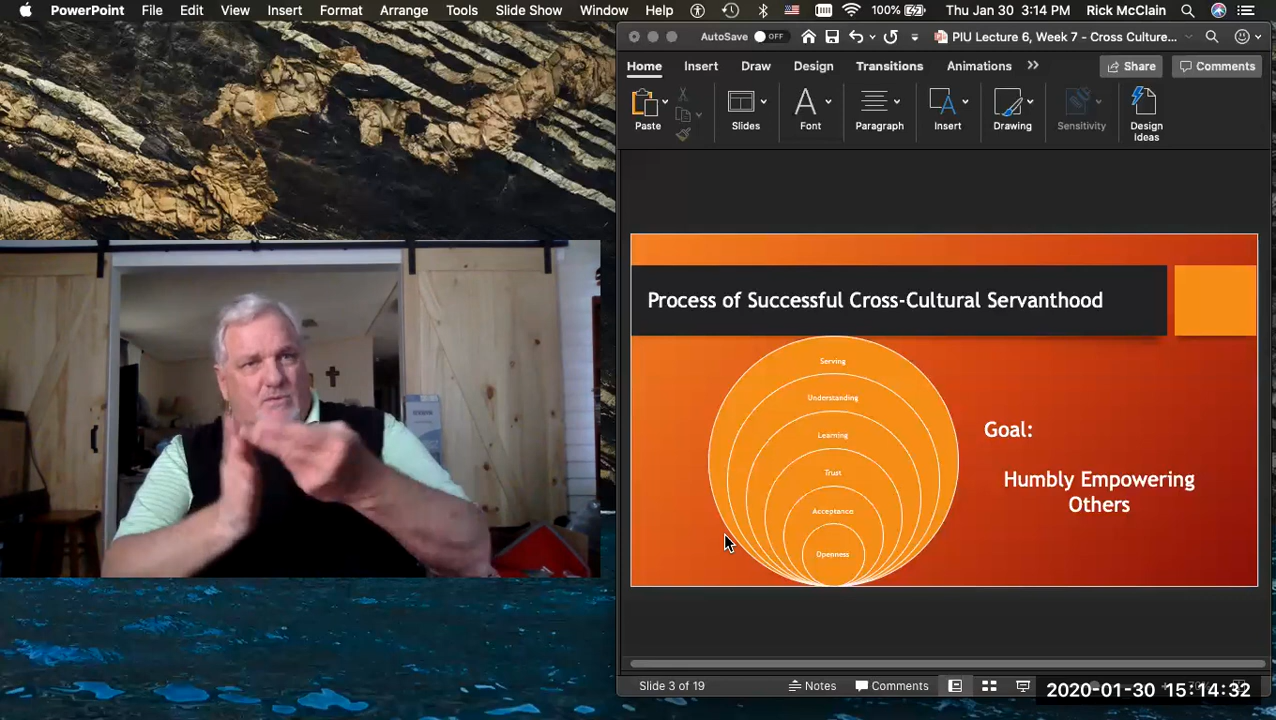 PowerPoint File Edit View Insert Format Arrange Tools Slide Show Window Help 100% Thu Jan 30 3:14 PM Rick McClain
AutoSave OFF PIU Lecture 6, Week 7 - Cross Culture...
Home Insert Draw Design Transitions Animations Share Comments
Paste Slides Font Paragraph Insert Drawing Sensitivity Design
Ideas
Process of Successful Cross-Cultural Servanthood
Serving
Understanding
Learning
Trust
Acceptance
Openness
Goal:
Humbly Empowering
Others
Slide 3 of 19 Notes Comments
2020-01-30 15:14:32